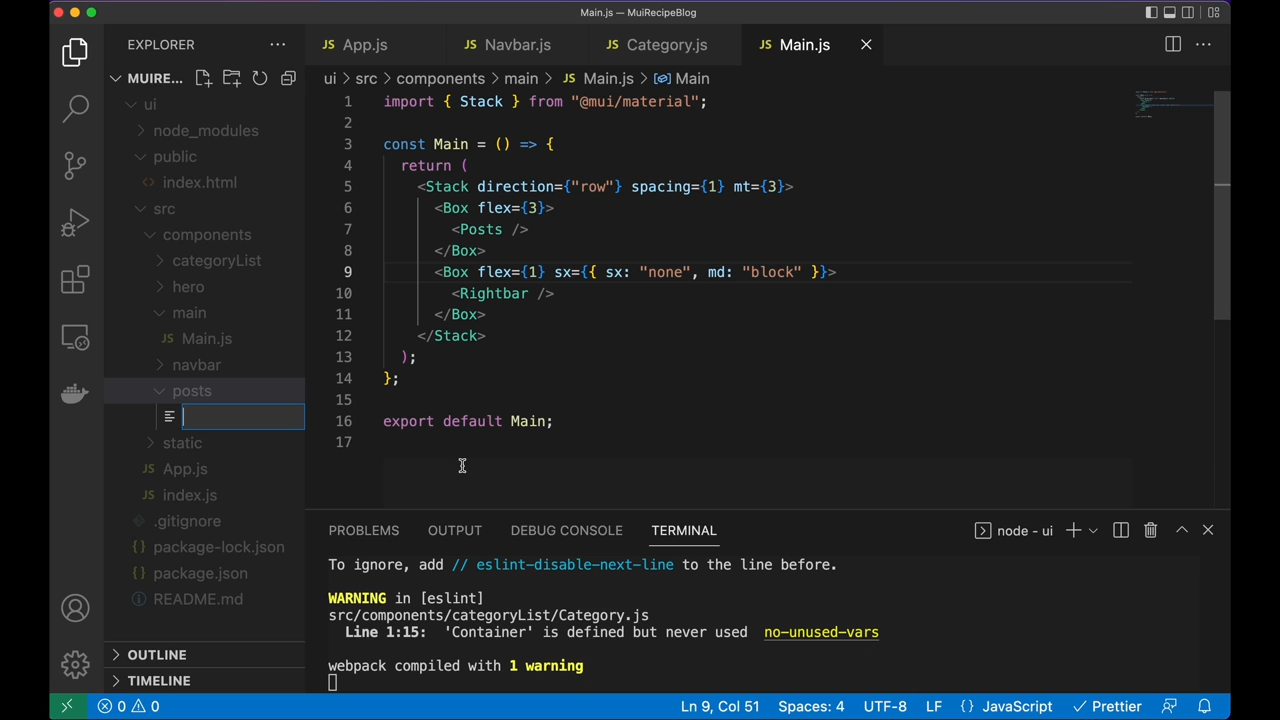 Main.js — MuiRecipeBlog
EXPLORER
JS App.js
JS Navbar.js
JS Category.js
JS Main.js
MUIRE...
ui > src > components > main > JS Main.js > Main
ui
node_modules
public
<> index.html
src
components
categoryList
hero
main
JS Main.js
navbar
posts
static
JS App.js
JS index.js
.gitignore
{} package-lock.json
{} package.json
README.md
OUTLINE
TIMELINE
1 import { Stack } from "@mui/material";
2
3 const Main = () => {
4 return (
5 <Stack direction={"row"} spacing={1} mt={3}>
6 <Box flex={3}>
7 <Posts />
8 </Box>
9 <Box flex={1} sx={{ sx: "none", md: "block" }}>
10 <Rightbar />
11 </Box>
12 </Stack>
13 );
14 };
15
16 export default Main;
17
PROBLEMS OUTPUT DEBUG CONSOLE TERMINAL
node - ui
To ignore, add // eslint-disable-next-line to the line before.
WARNING in [eslint]
src/components/categoryList/Category.js
Line 1:15: 'Container' is defined but never used no-unused-vars
webpack compiled with 1 warning
0 0 Ln 9, Col 51 Spaces: 4 UTF-8 LF {} JavaScript Prettier